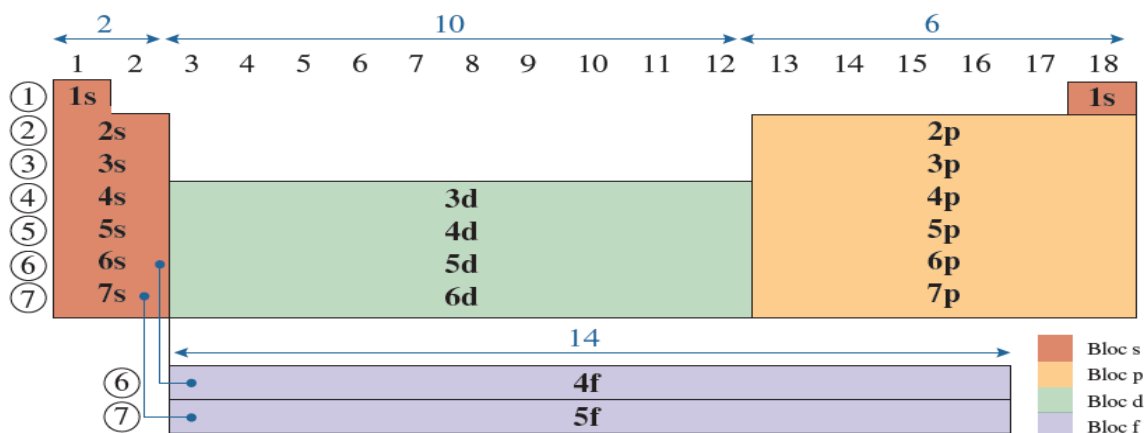 2 10 6
1 2 3 4 5 6 7 8 9 10 11 12 13 14 15 16 17 18
1 1s 1s
2 2s 2p
3 3s 3p
4 4s 3d 4p
5 5s 4d 5p
6 6s 5d 6p
7 7s 6d 7p
14
6 4f
7 5f
Bloc s
Bloc p
Bloc d
Bloc f